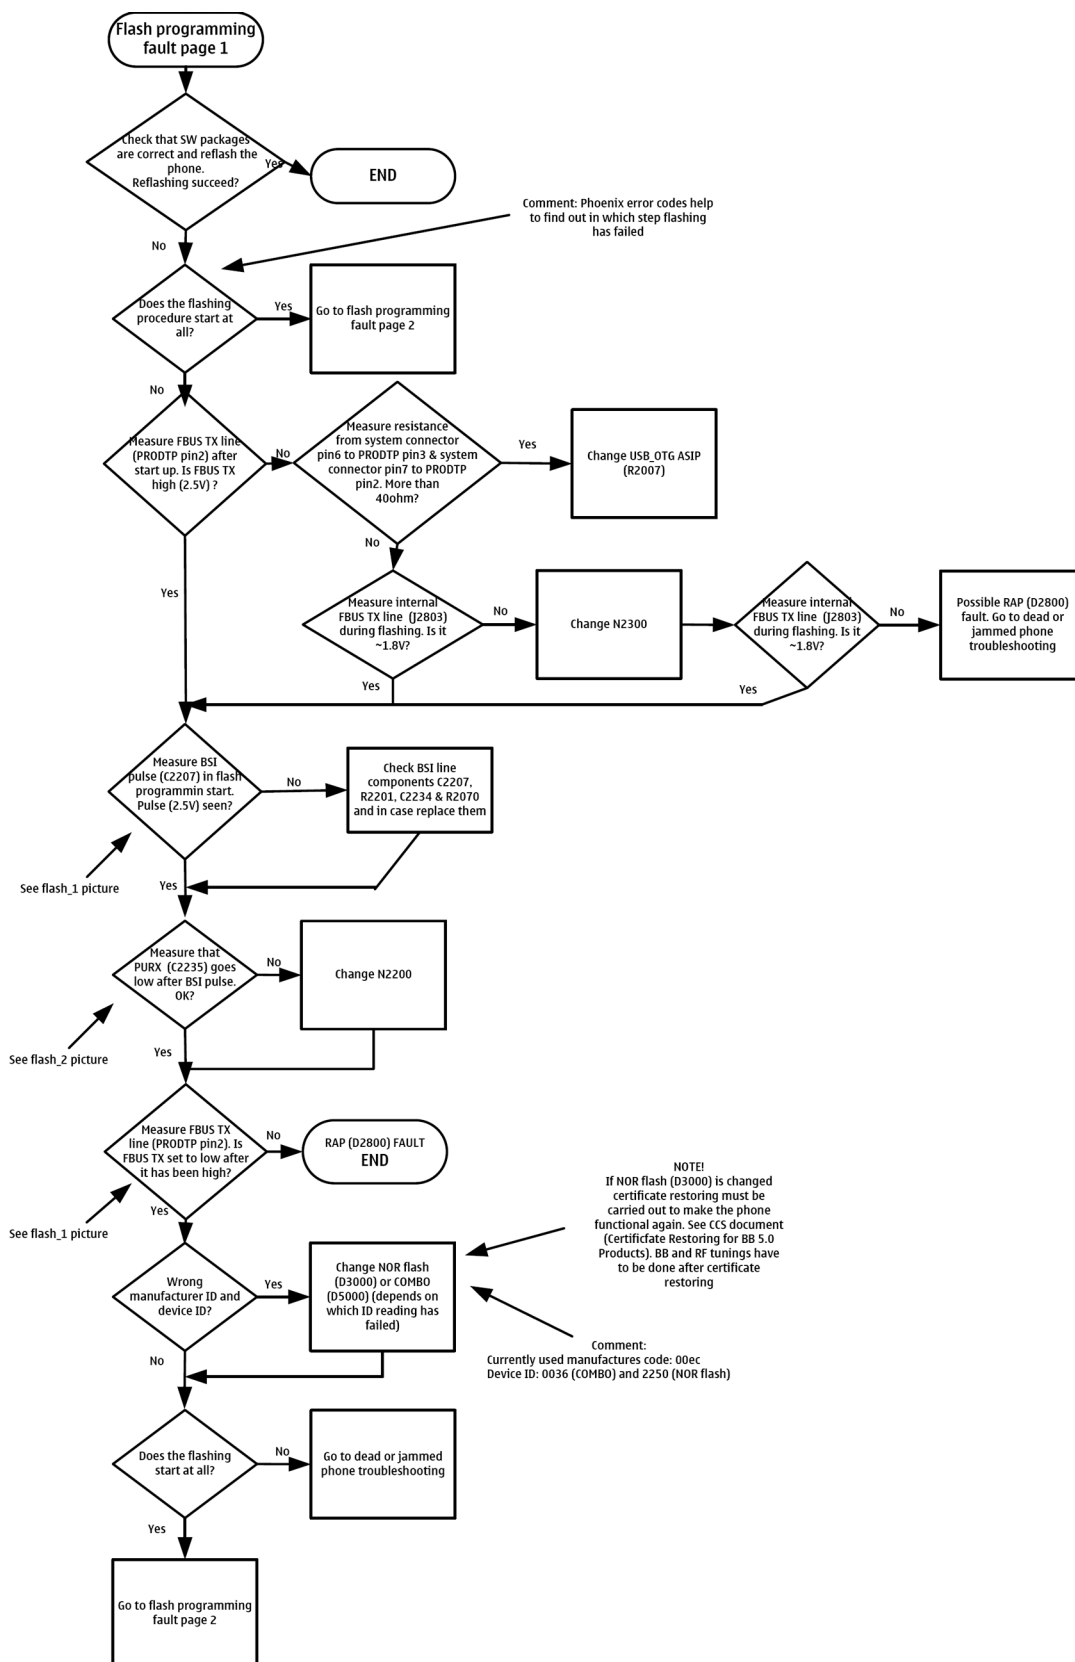 Flash programming
fault page 1
Check that SW packages
are correct and reflash the
phone.
Reflashing succeed?
Yes
END
Comment: Phoenix error codes help
to find out in which step flashing
has failed
No
Does the flashing
procedure start at
all?
Yes
Go to flash programming
fault page 2
No
Measure FBUS TX line
(PRODTP pin2) after
start up. Is FBUS TX
high (2.5V) ?
No
Measure resistance
from system connector
pin6 to PRODTP pin3 & system
connector pin7 to PRODTP
pin2. More than
40ohm?
Yes
Change USB_OTG ASIP
(R2007)
No
Yes
Measure internal
FBUS TX line (J2803)
during flashing. Is it
~1.8V?
No
Change N2300
Measure internal
FBUS TX line (J2803)
during flashing. Is it
~1.8V?
No
Possible RAP (D2800)
fault. Go to dead or
jammed phone
troubleshooting
Yes
Yes
Measure BSI
pulse (C2207) in flash
programmin start.
Pulse (2.5V) seen?
No
Check BSI line
components C2207,
R2201, C2234 & R2070
and in case replace them
See flash_1 picture
Yes
Measure that
PURX (C2235) goes
low after BSI pulse.
OK?
No
Change N2200
See flash_2 picture
Yes
Measure FBUS TX
line (PRODTP pin2). Is
FBUS TX set to low after
it has been high?
No
RAP (D2800) FAULT
END
See flash_1 picture
Yes
NOTE!
If NOR flash (D3000) is changed
certificate restoring must be
carried out to make the phone
functional again. See CCS document
(Certificfate Restoring for BB 5.0
Products). BB and RF tunings have
to be done after certificate
restoring
Wrong
manufacturer ID and
device ID?
Yes
Change NOR flash
(D3000) or COMBO
(D5000) (depends on
which ID reading has
failed)
Comment:
Currently used manufactures code: 00ec
Device ID: 0036 (COMBO) and 2250 (NOR flash)
No
Does the flashing
start at all?
No
Go to dead or jammed
phone troubleshooting
Yes
Go to flash programming
fault page 2